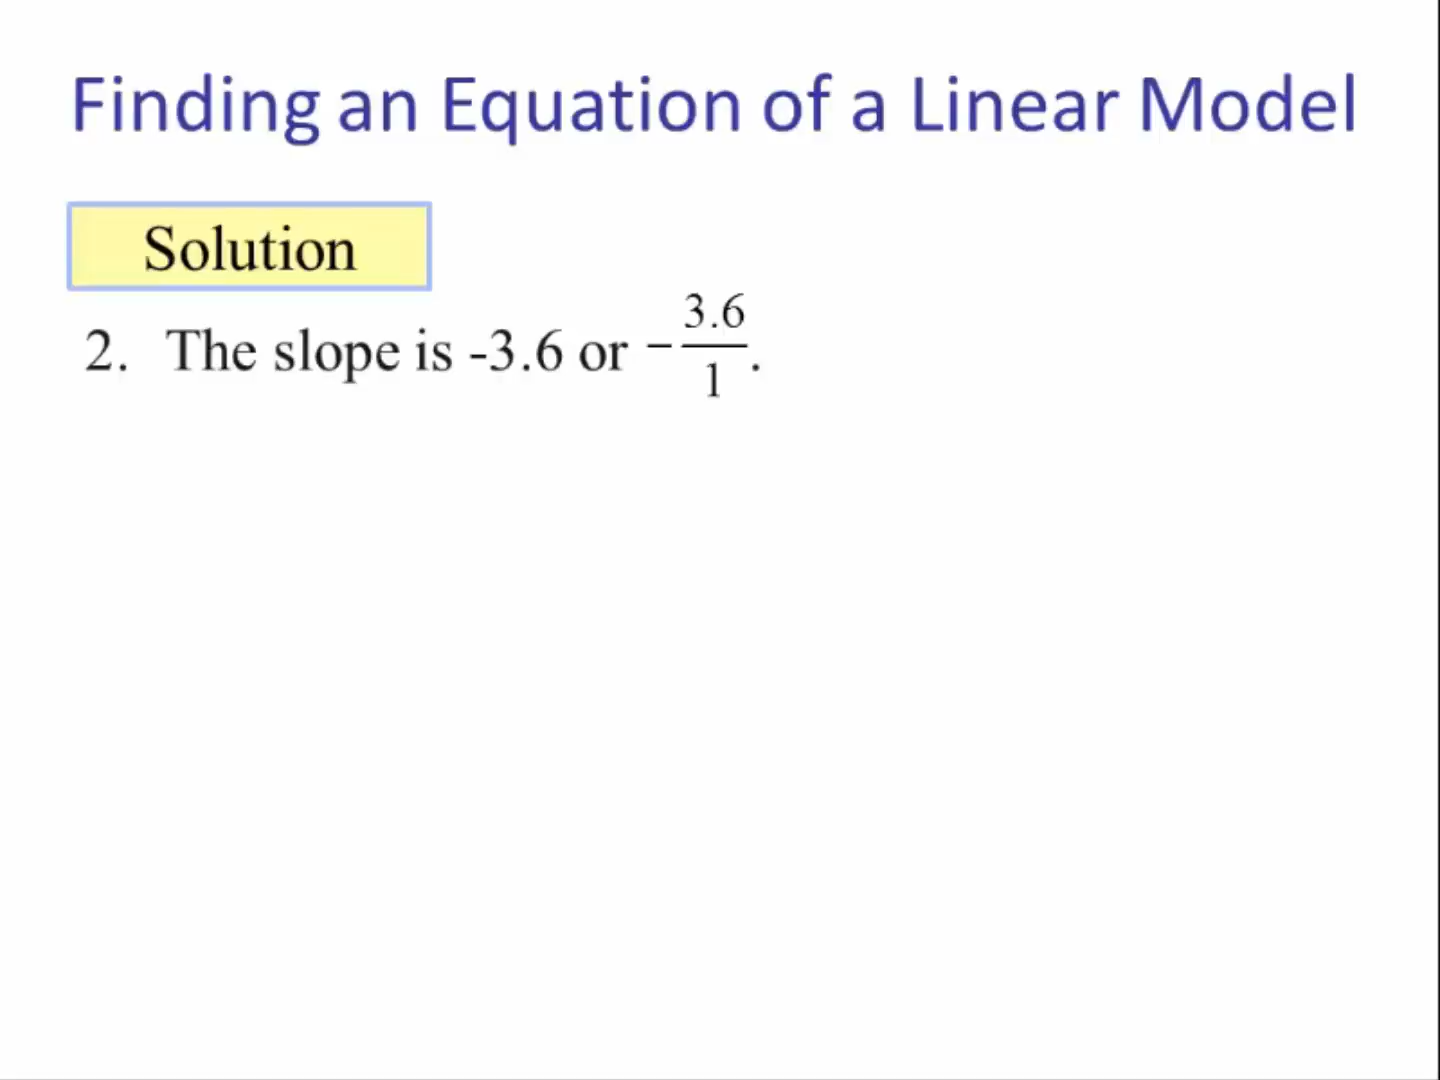 Finding an Equation of a Linear Model
Solution
2. The slope is -3.6 or −3.6/1.